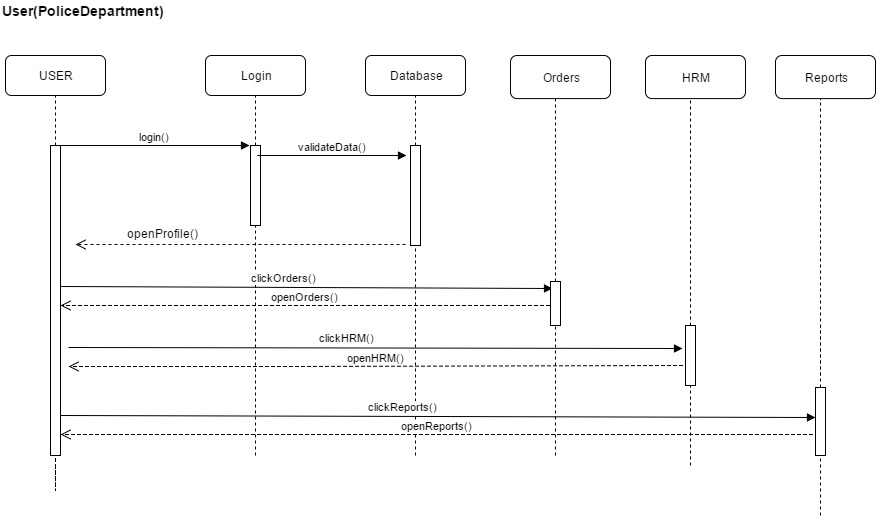 User(PoliceDepartment)
USER
Login
Database
Orders
HRM
Reports
login()
validateData()
openProfile()
clickOrders()
openOrders()
clickHRM()
openHRM()
clickReports()
openReports()